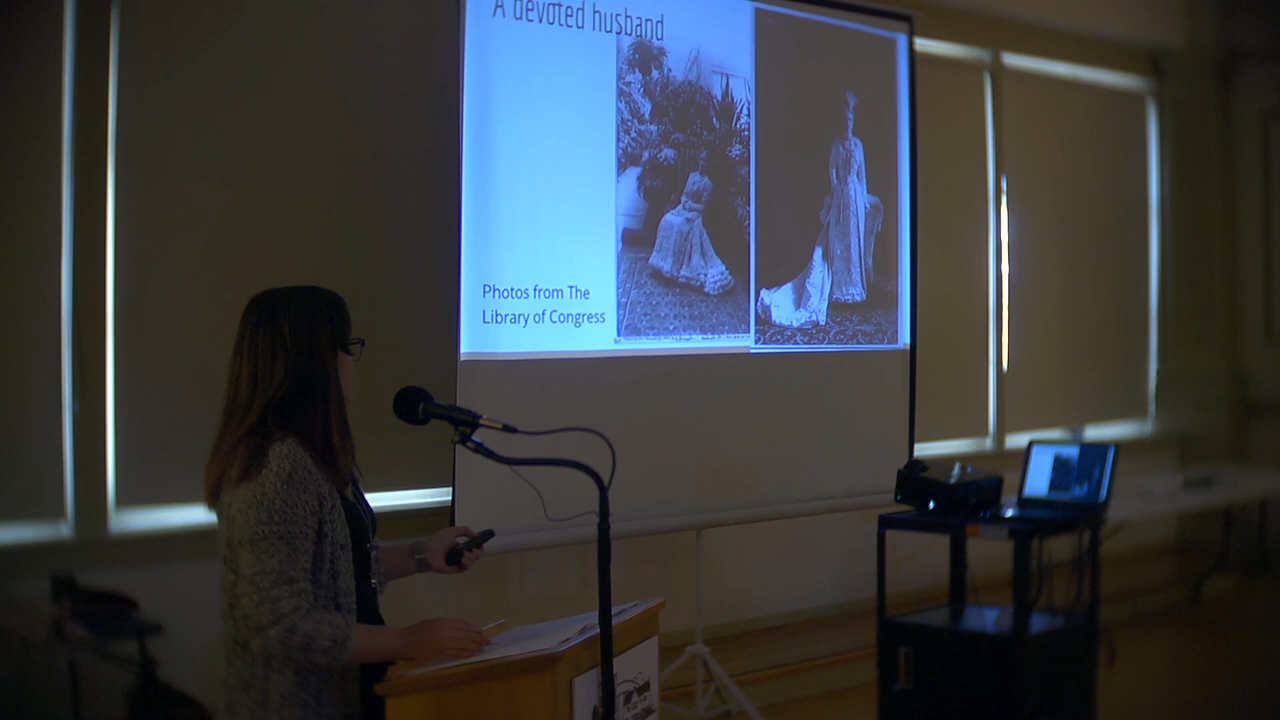 A devoted husband
Photos from The
Library of Congress